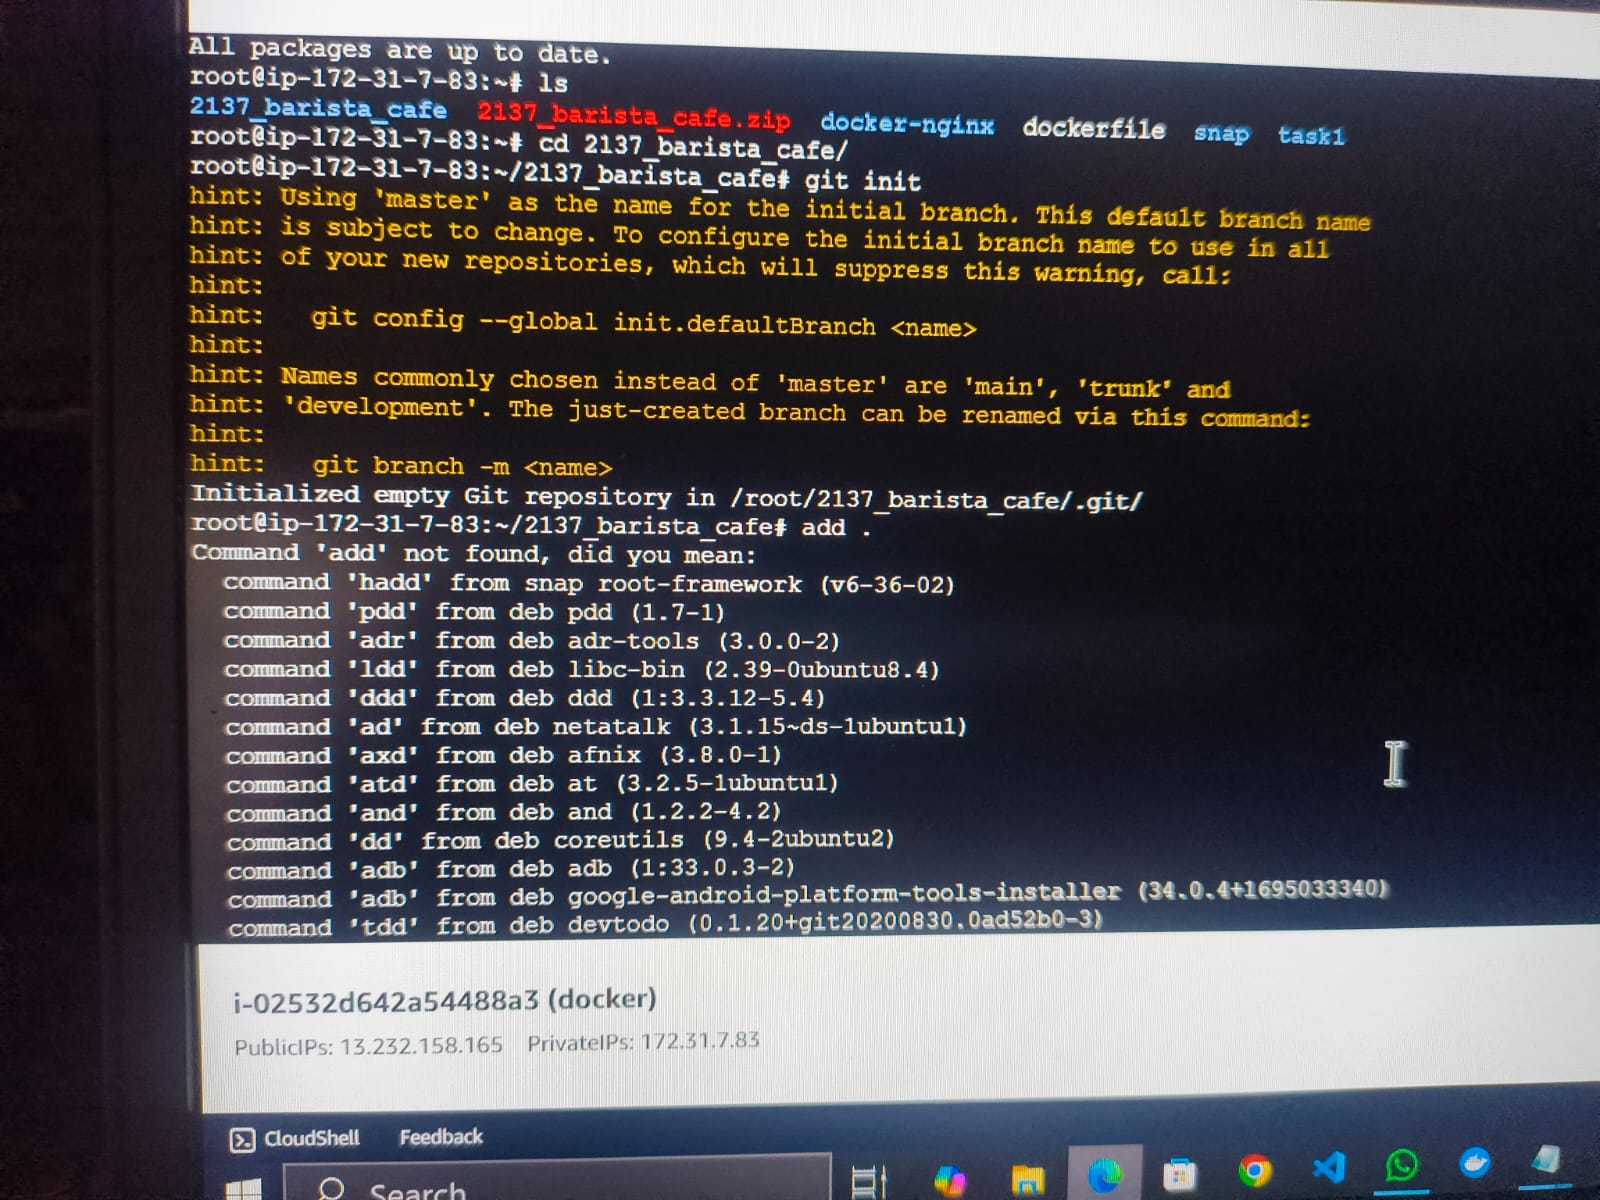 All packages are up to date.
root@ip-172-31-7-83:~# ls
2137_barista_cafe 2137_barista_cafe.zip docker-nginx dockerfile snap task1
root@ip-172-31-7-83:~# cd 2137_barista_cafe/
root@ip-172-31-7-83:~/2137_barista_cafe# git init
hint: Using 'master' as the name for the initial branch. This default branch name
hint: is subject to change. To configure the initial branch name to use in all
hint: of your new repositories, which will suppress this warning, call:
hint:
hint:   git config --global init.defaultBranch <name>
hint:
hint: Names commonly chosen instead of 'master' are 'main', 'trunk' and
hint: 'development'. The just-created branch can be renamed via this command:
hint:
hint:   git branch -m <name>
Initialized empty Git repository in /root/2137_barista_cafe/.git/
root@ip-172-31-7-83:~/2137_barista_cafe# add .
Command 'add' not found, did you mean:
  command 'hadd' from snap root-framework (v6-36-02)
  command 'pdd' from deb pdd (1.7-1)
  command 'adr' from deb adr-tools (3.0.0-2)
  command 'ldd' from deb libc-bin (2.39-0ubuntu8.4)
  command 'ddd' from deb ddd (1:3.3.12-5.4)
  command 'ad' from deb netatalk (3.1.15~ds-1ubuntu1)
  command 'axd' from deb afnix (3.8.0-1)
  command 'atd' from deb at (3.2.5-1ubuntu1)
  command 'and' from deb and (1.2.2-4.2)
  command 'dd' from deb coreutils (9.4-2ubuntu2)
  command 'adb' from deb adb (1:33.0.3-2)
  command 'adb' from deb google-android-platform-tools-installer (34.0.4+1695033340)
  command 'tdd' from deb devtodo (0.1.20+git20200830.0ad52b0-3)
i-02532d642a54488a3 (docker)
PublicIPs: 13.232.158.165 PrivateIPs: 172.31.7.83
CloudShell Feedback
Search